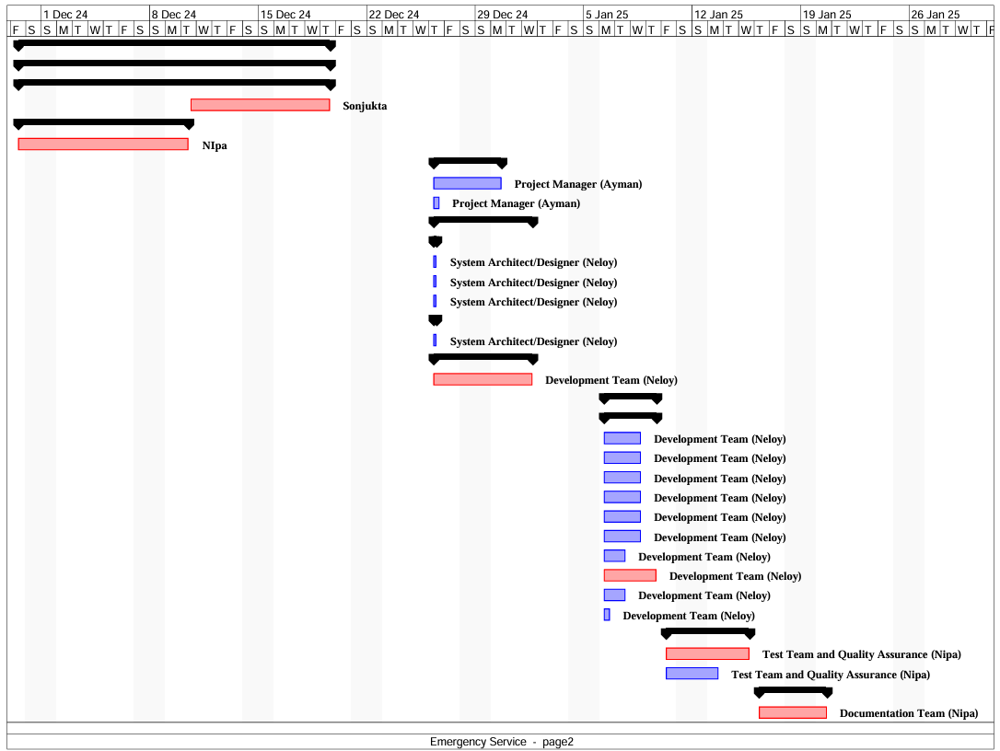 1 Dec 24 8 Dec 24 15 Dec 24 22 Dec 24 29 Dec 24 5 Jan 25 12 Jan 25 19 Jan 25 26 Jan 25
F S S M T W T F S S M T W T F S S M T W T F S S M T W T F S S M T W T F S S M T W T F S S M T W T F S S M T W T F S S M T W T F
Sonjukta
NIpa
Project Manager (Ayman)
Project Manager (Ayman)
System Architect/Designer (Neloy)
System Architect/Designer (Neloy)
System Architect/Designer (Neloy)
System Architect/Designer (Neloy)
Development Team (Neloy)
Development Team (Neloy)
Development Team (Neloy)
Development Team (Neloy)
Development Team (Neloy)
Development Team (Neloy)
Development Team (Neloy)
Development Team (Neloy)
Development Team (Neloy)
Development Team (Neloy)
Development Team (Neloy)
Test Team and Quality Assurance (Nipa)
Test Team and Quality Assurance (Nipa)
Documentation Team (Nipa)
Emergency Service - page2